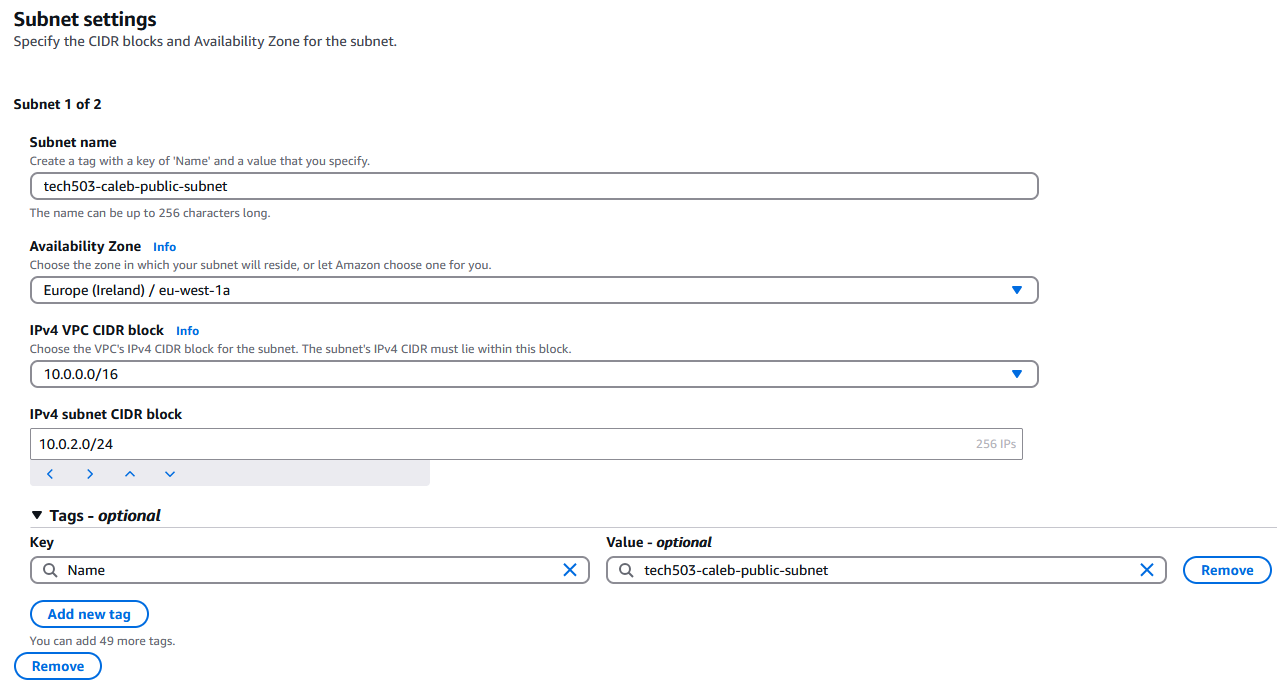 Subnet settings
Specify the CIDR blocks and Availability Zone for the subnet.
Subnet 1 of 2
Subnet name
Create a tag with a key of 'Name' and a value that you specify.
tech503-caleb-public-subnet
The name can be up to 256 characters long.
Availability Zone Info
Choose the zone in which your subnet will reside, or let Amazon choose one for you.
Europe (Ireland) / eu-west-1a
IPv4 VPC CIDR block Info
Choose the VPC's IPv4 CIDR block for the subnet. The subnet's IPv4 CIDR must lie within this block.
10.0.0.0/16
IPv4 subnet CIDR block
10.0.2.0/24 256 IPs
Tags - optional
Key Value - optional
Name tech503-caleb-public-subnet Remove
Add new tag
You can add 49 more tags.
Remove